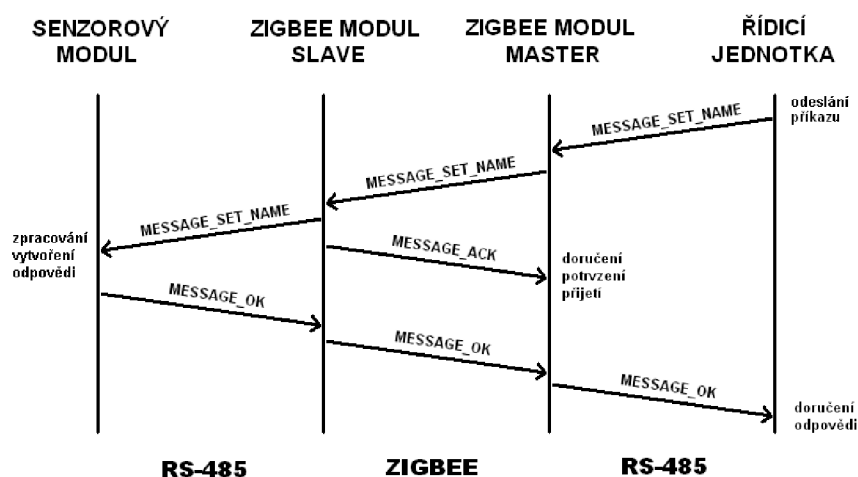 SENZOROVÝ
MODUL
ZIGBEE MODUL
SLAVE
ZIGBEE MODUL
MASTER
ŘÍDICÍ
JEDNOTKA
odeslání
příkazu
MESSAGE_SET_NAME
MESSAGE_SET_NAME
MESSAGE_SET_NAME
zpracování
vytvoření
odpovědi
MESSAGE_ACK
doručení
potrvzení
přijetí
MESSAGE_OK
MESSAGE_OK
MESSAGE_OK
doručení
odpovědi
RS-485
ZIGBEE
RS-485